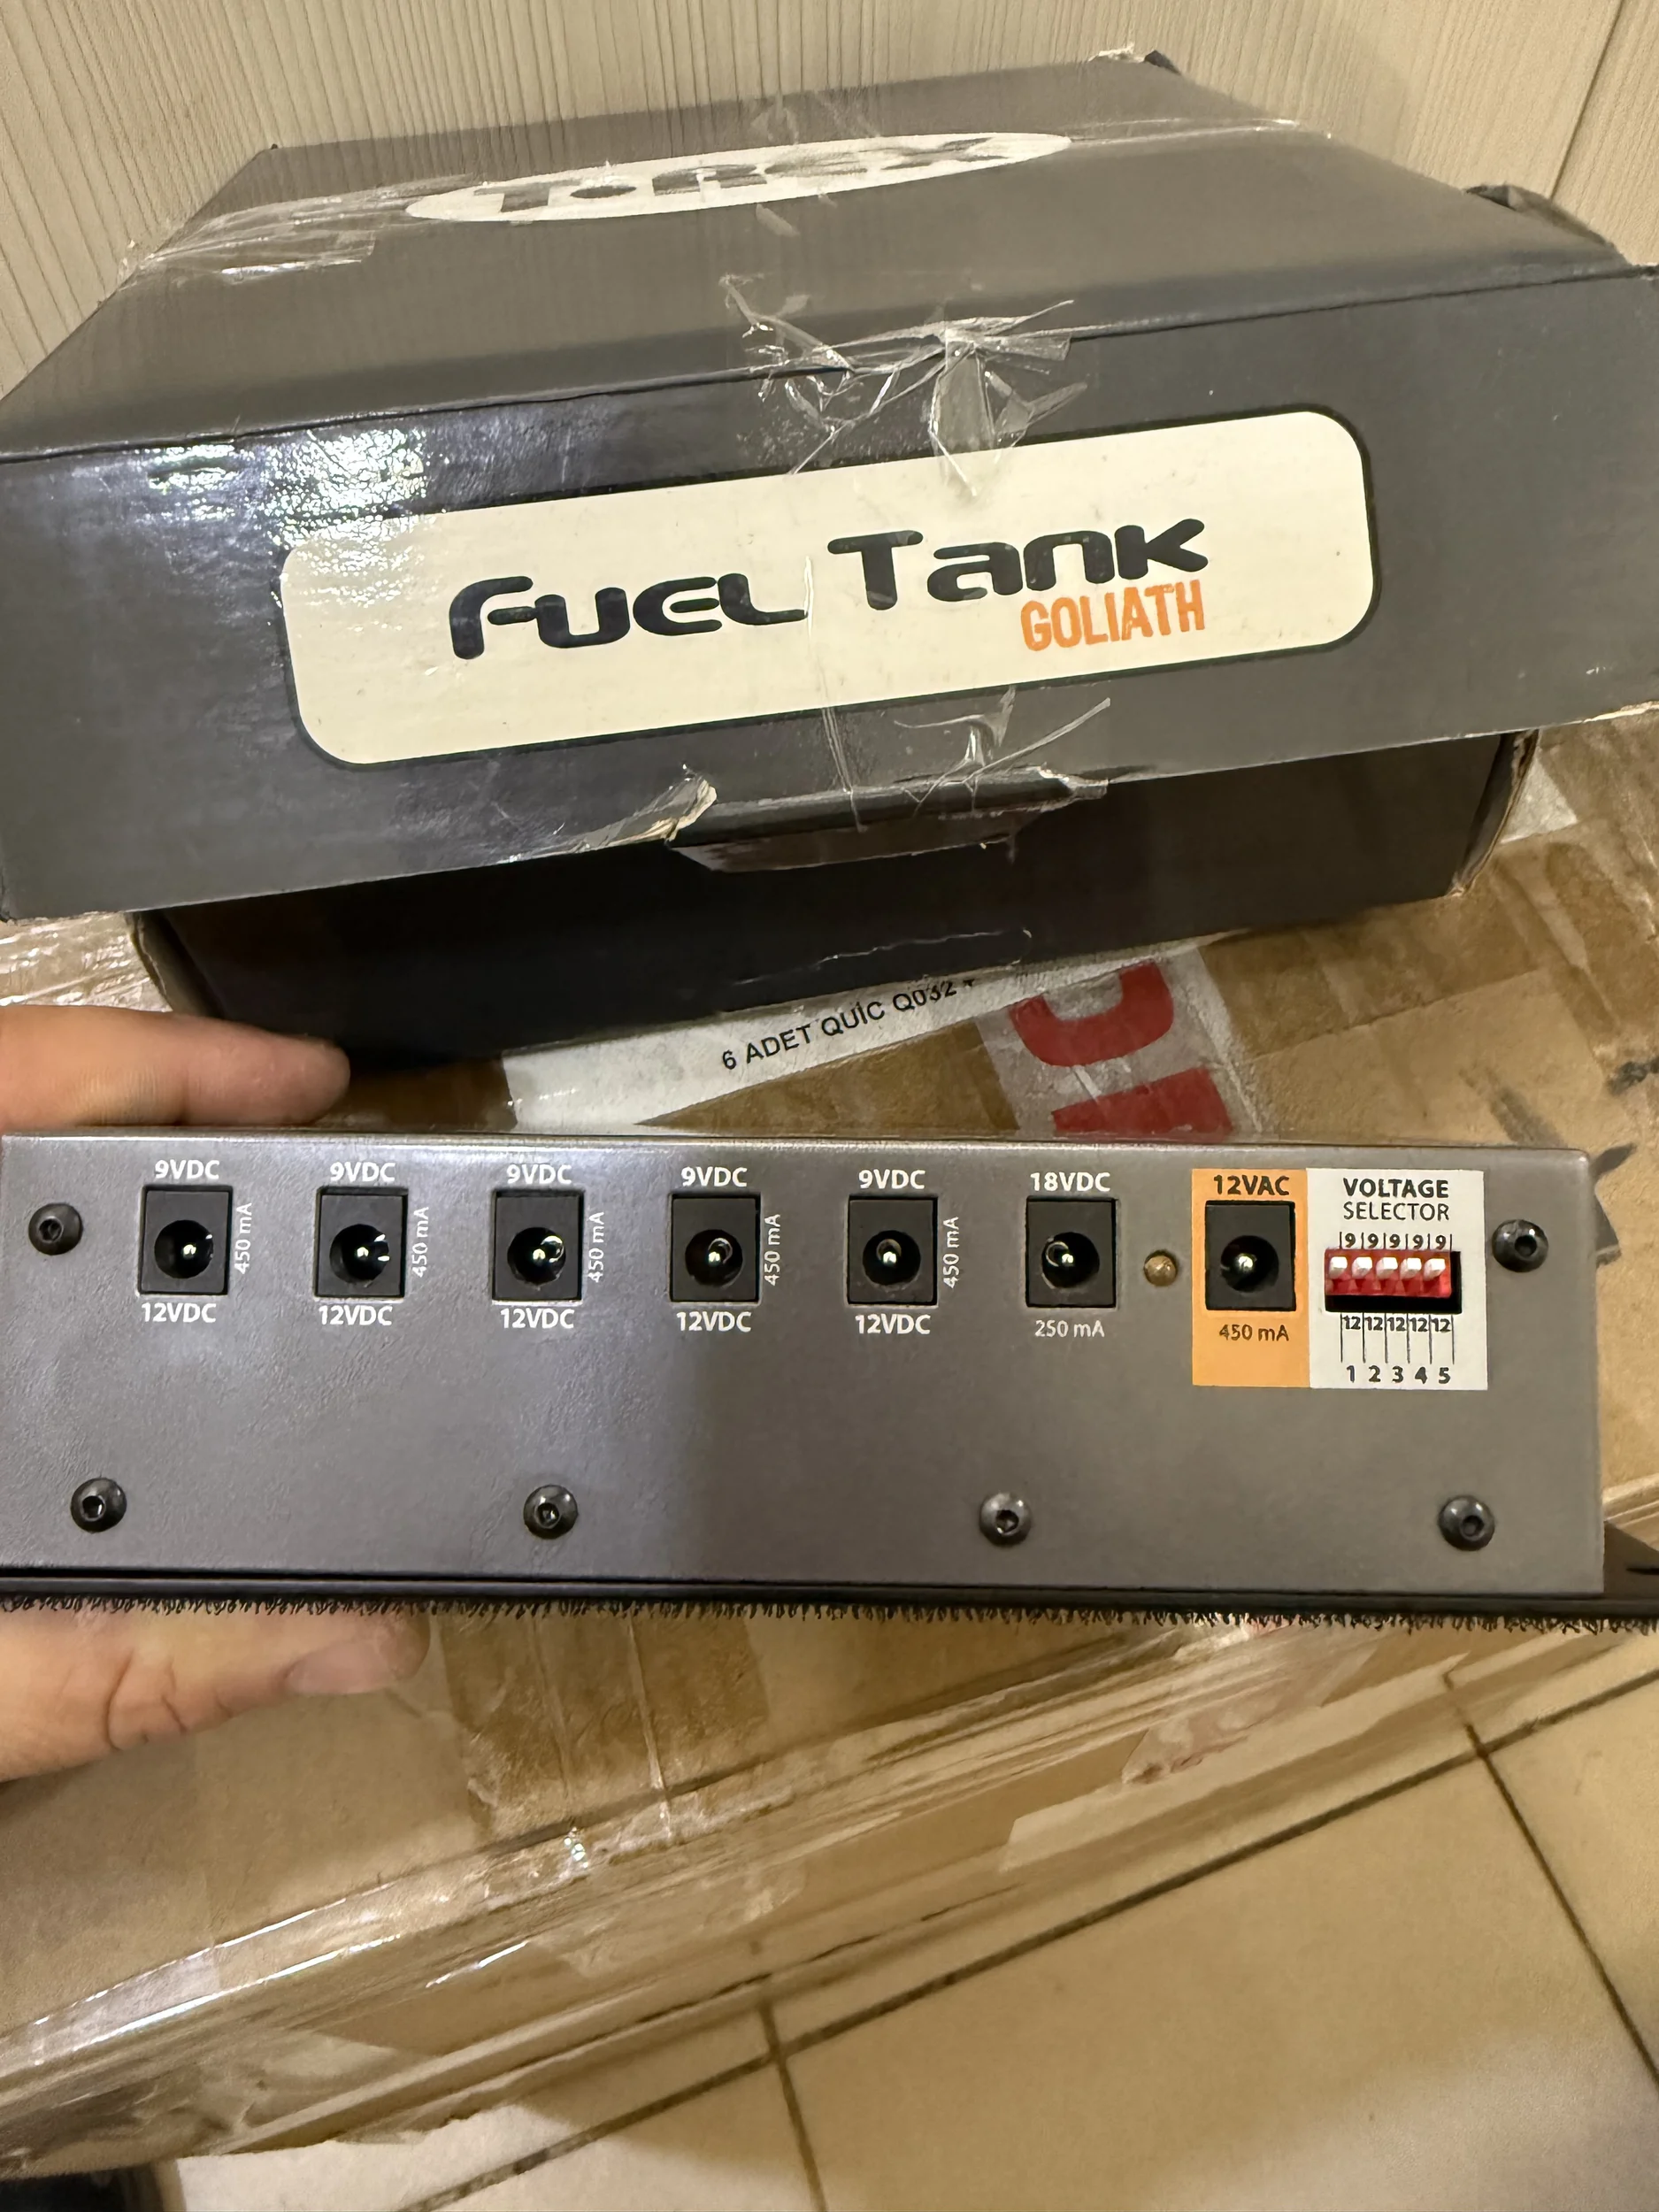 T-REX
FUEL TANK
GOLIATH
6 ADET QUİC Q032 +
9VDC 9VDC 9VDC 9VDC 9VDC 18VDC 12VAC VOLTAGE
SELECTOR
450 mA 450 mA 450 mA 450 mA 450 mA
9 9 9 9 9
12VDC 12VDC 12VDC 12VDC 12VDC 250 mA 450 mA
12 12 12 12 12
1 2 3 4 5